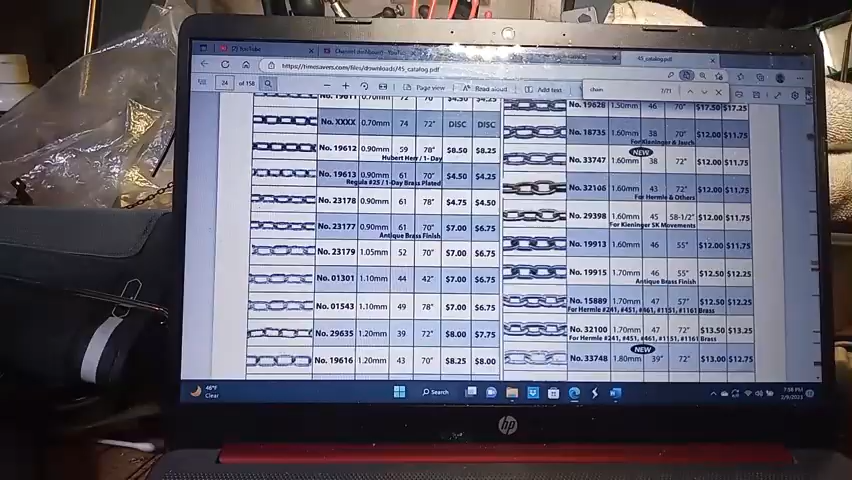 YouTube
Channel dashboard - YouTu
45_catalog.pdf
https://timesavers.com/files/downloads/45_catalog.pdf
24 of 158
Page view
Read aloud
Add text
chain
7/71
No. 19611 0.70mm 72 70" $4.50 $4.25
No. XXXX 0.70mm 74 72" DISC DISC
No. 19612 0.90mm 59 78" $8.50 $8.25
Hubert Herr / 1-Day
No. 19613 0.90mm 61 70" $4.50 $4.25
Regula #25 / 1-Day Brass Plated
No. 23178 0.90mm 61 78" $4.75 $4.50
No. 23177 0.90mm 61 70" $7.00 $6.75
Antique Brass Finish
No. 23179 1.05mm 52 70" $7.00 $6.75
No. 01301 1.10mm 44 42" $7.00 $6.75
No. 01543 1.10mm 49 78" $7.00 $6.75
No. 29635 1.20mm 39 72" $8.00 $7.75
No. 19616 1.20mm 43 70" $8.25 $8.00
No. 19628 1.50mm 46 70" $17.50 $17.25
No. 18735 1.60mm 38 70" $12.00 $11.75
For Kieninger & Jauch
NEW
No. 33747 1.60mm 38 72" $12.00 $11.75
No. 32106 1.60mm 43 72" $12.00 $11.75
For Hermle & Others
No. 29398 1.60mm 45 58-1/2" $12.00 $11.75
For Kieninger SK Movements
No. 19913 1.60mm 46 55" $12.00 $11.75
No. 19915 1.70mm 46 55" $12.50 $12.25
Antique Brass Finish
No. 15889 1.70mm 47 57" $12.50 $12.25
For Hermle #241, #451, #461, #1151, #1161 Brass
No. 32100 1.70mm 47 72" $13.50 $13.25
For Hermle #241, #451, #461, #1151, #1161 Brass
NEW
No. 33748 1.80mm 39" 72" $13.00 $12.75
46°F
Clear
Search
7:58 PM
2/9/2023
hp